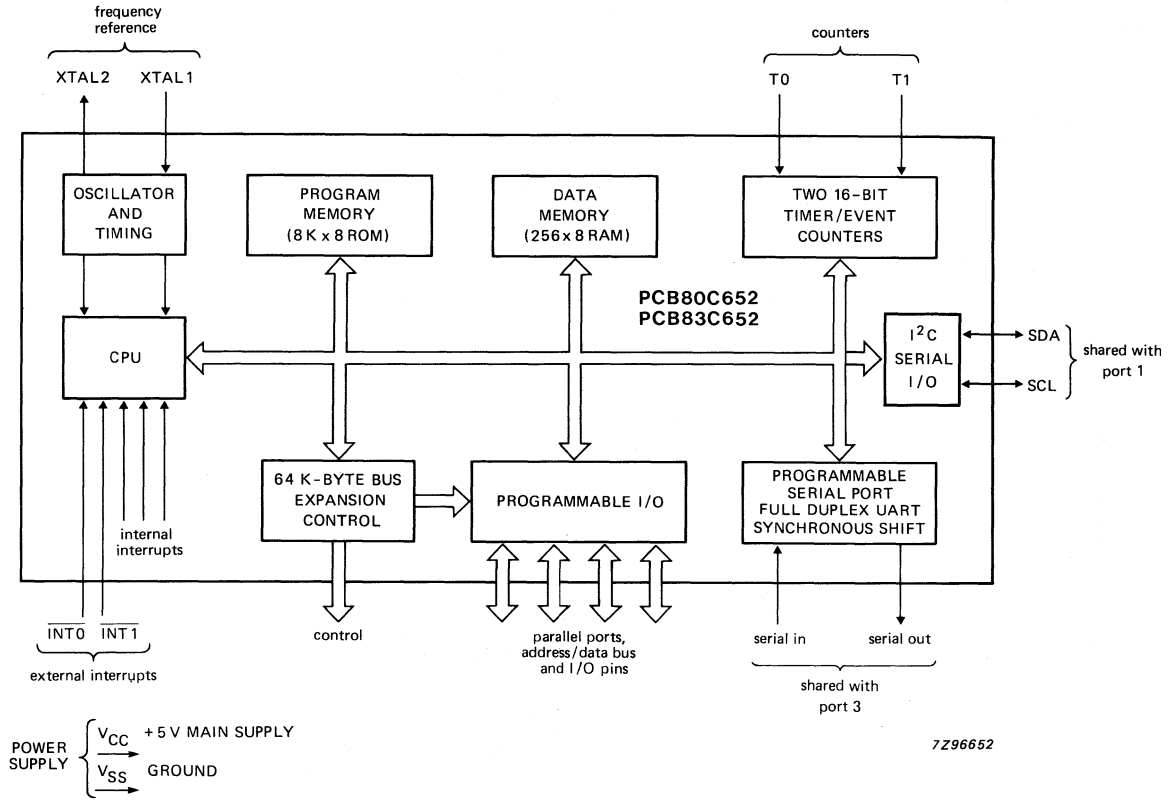 frequency
reference
XTAL2 XTAL1
counters
T0 T1
OSCILLATOR
AND
TIMING
PROGRAM
MEMORY
(8 K x 8 ROM)
DATA
MEMORY
(256 x 8 RAM)
TWO 16-BIT
TIMER/EVENT
COUNTERS
PCB80C652
PCB83C652
CPU
I²C
SERIAL
I/O
SDA
SCL
shared with
port 1
64 K-BYTE BUS
EXPANSION
CONTROL
PROGRAMMABLE I/O
PROGRAMMABLE
SERIAL PORT
FULL DUPLEX UART
SYNCHRONOUS SHIFT
internal
interrupts
INT0 INT1
external interrupts
control
parallel ports,
address/data bus
and I/O pins
serial in serial out
shared with
port 3
POWER
SUPPLY
VCC +5 V MAIN SUPPLY
VSS GROUND
7Z96652